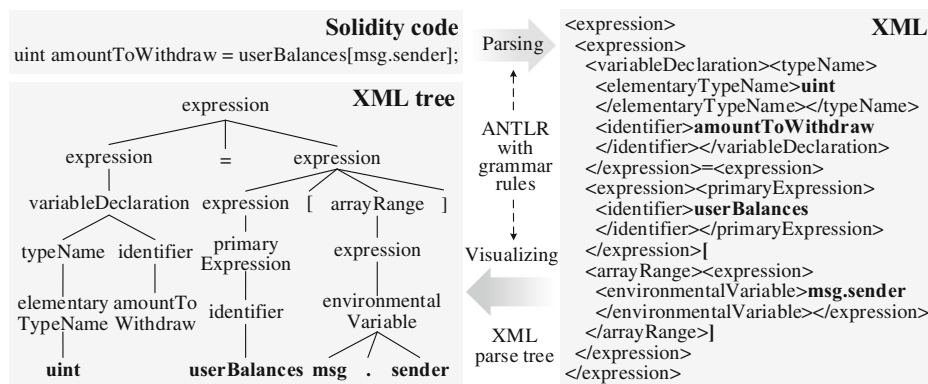 Solidity code
uint amountToWithdraw = userBalances[msg.sender];
XML tree
expression
expression = expression
variableDeclaration expression [ arrayRange ]
typeName identifier primary Expression expression
elementary TypeName amountTo Withdraw identifier environmental Variable
uint userBalances msg . sender
Parsing
ANTLR
with
grammar
rules
Visualizing
XML
parse tree
XML
<expression>
<expression>
<variableDeclaration><typeName>
<elementaryTypeName>uint
</elementaryTypeName></typeName>
<identifier>amountToWithdraw
</identifier></variableDeclaration>
</expression>=<expression>
<expression><primaryExpression>
<identifier>userBalances
</identifier></primaryExpression>
</expression>[
<arrayRange><expression>
<environmentalVariable>msg.sender
</environmentalVariable></expression>
</arrayRange>]
</expression>
</expression>